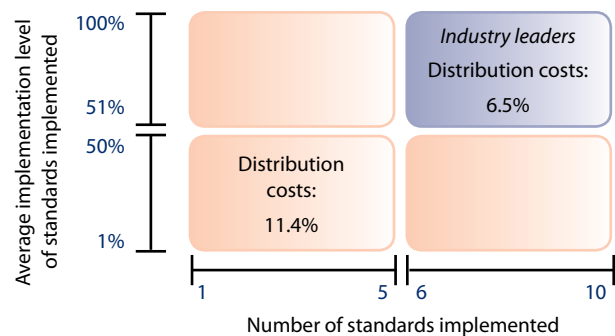 100%
Industry leaders
Distribution costs:
6.5%
51%
50%
Distribution
costs:
11.4%
1%
Average implementation level
of standards implemented
1
5
6
10
Number of standards implemented